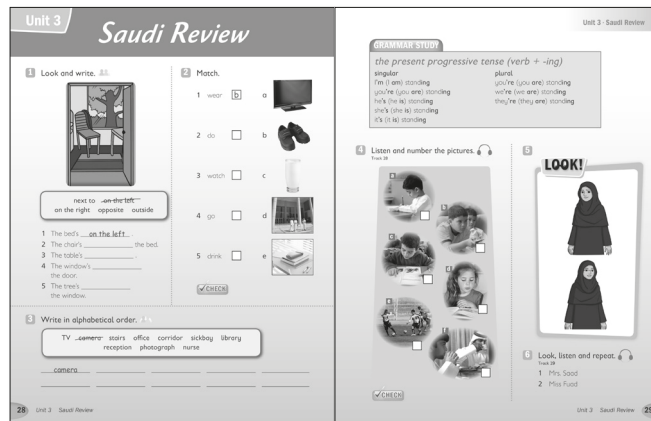 Unit 3
Saudi Review
1 Look and write.
next to on the left
on the right opposite outside
1 The bed's on the left .
2 The chair's ______ the bed.
3 The table's ______ .
4 The window's ______
the door.
5 The tree's ______
the window.
2 Match.
1 wear b a
2 do b
3 watch c
4 go d
5 drink e
✓CHECK
3 Write in alphabetical order.
TV camera stairs office corridor sickbay library
reception photograph nurse
camera
28 Unit 3 Saudi Review
Unit 3 · Saudi Review
GRAMMAR STUDY
the present progressive tense (verb + -ing)
singular plural
I'm (I am) standing you're (you are) standing
you're (you are) standing we're (we are) standing
he's (he is) standing they're (they are) standing
she's (she is) standing
it's (it is) standing
4 Listen and number the pictures.
Track 28
a
b
c
d
e
f
✓CHECK
5
LOOK!
6 Look, listen and repeat.
1 Mrs. Saad
2 Miss Fuad
Unit 3 Saudi Review 29